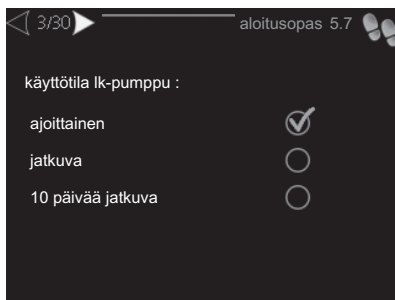 3/30 aloitusopas 5.7
käyttötila lk-pumppu :
ajoittainen
jatkuva
10 päivää jatkuva